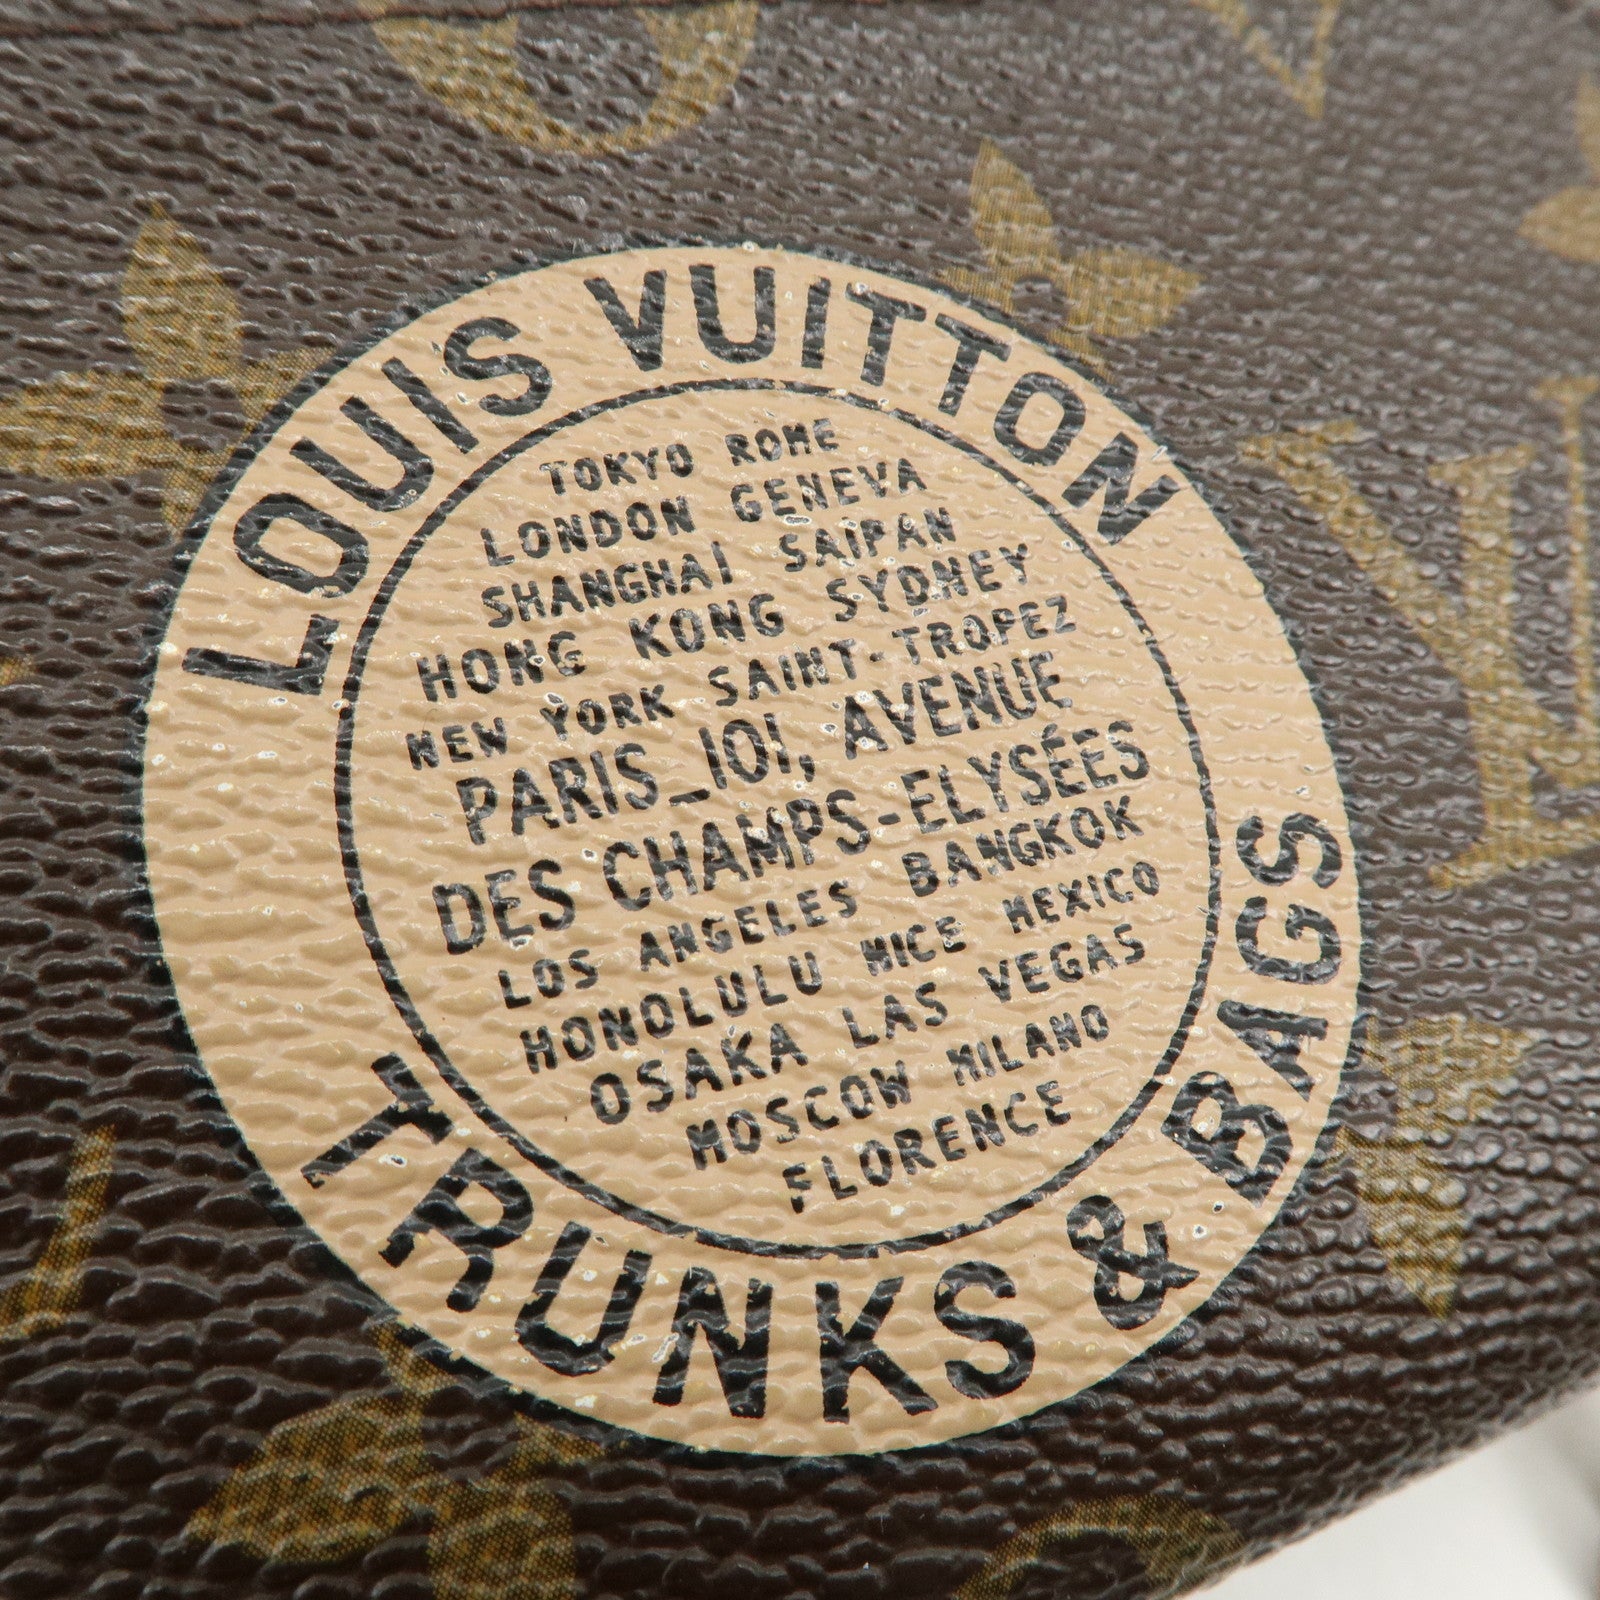 LOUIS VUITTON
TOKYO ROME
LONDON GENEVA
SHANGHAI SAIPAN
HONG KONG SYDNEY
NEW YORK SAINT-TROPEZ
PARIS_101, AVENUE
DES CHAMPS-ELYSÉES
LOS ANGELES BANGKOK
HONOLULU NICE MEXICO
OSAKA LAS VEGAS
MOSCOW MILANO
FLORENCE
TRUNKS & BAGS
LV